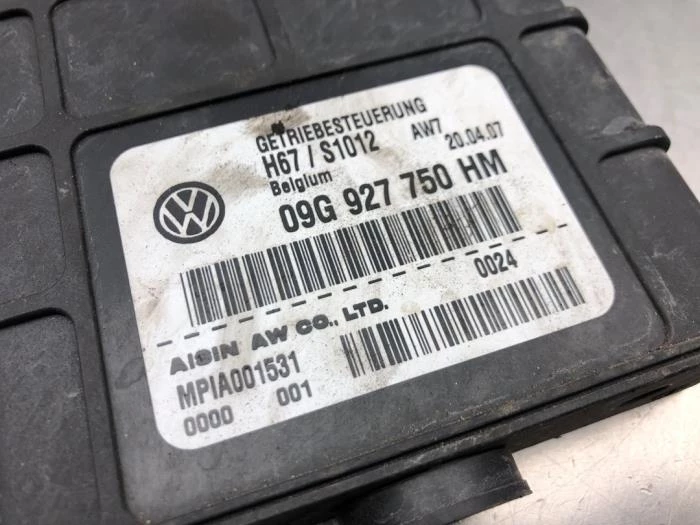 GETRIEBESTEUERUNG
H67 / S1012 AW7 20.04.07
Belgium
09G 927 750 HM
0024
AISIN AW CO., LTD.
MPIA001531
0000 001